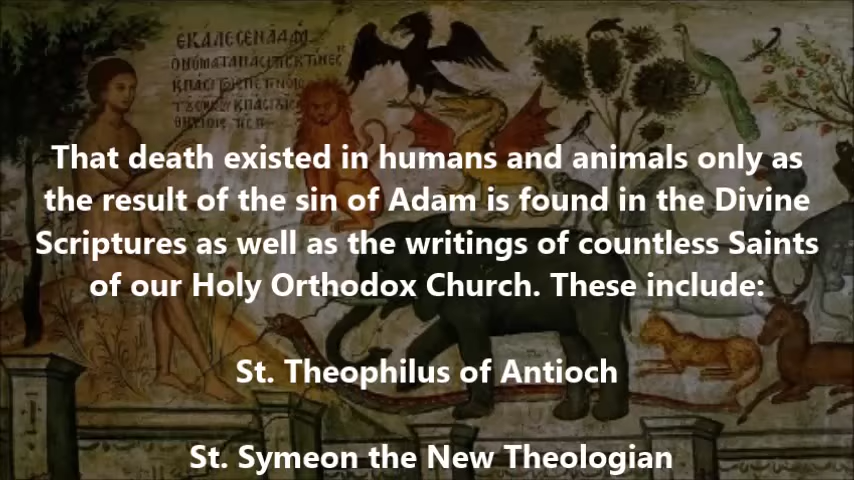 ΕΚΑΛΕCΕΝ ΑΔΑΜ
That death existed in humans and animals only as
the result of the sin of Adam is found in the Divine
Scriptures as well as the writings of countless Saints
of our Holy Orthodox Church. These include:
St. Theophilus of Antioch
St. Symeon the New Theologian